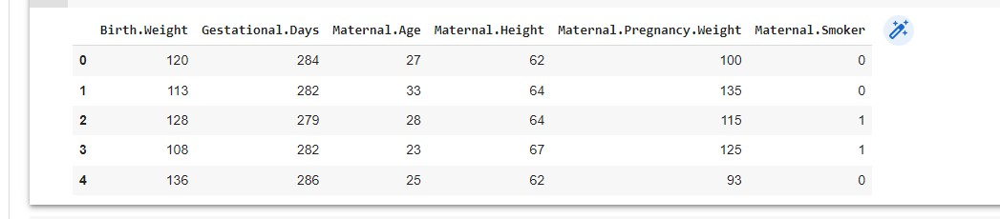 Birth.Weight Gestational.Days Maternal.Age Maternal.Height Maternal.Pregnancy.Weight Maternal.Smoker
0 120 284 27 62 100 0
1 113 282 33 64 135 0
2 128 279 28 64 115 1
3 108 282 23 67 125 1
4 136 286 25 62 93 0